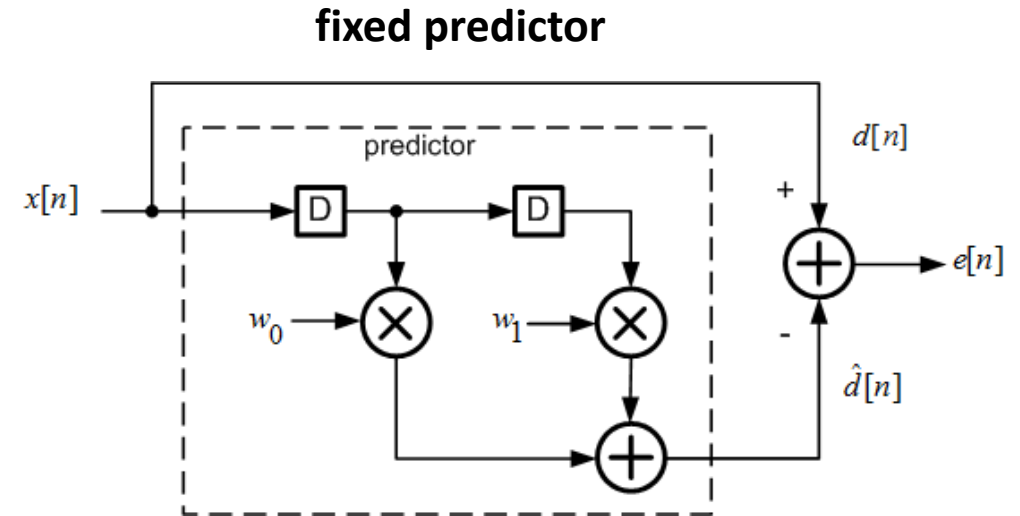 fixed predictor
predictor
d[n]
x[n]
D
D
+
e[n]
w0
w1
-
d̂[n]